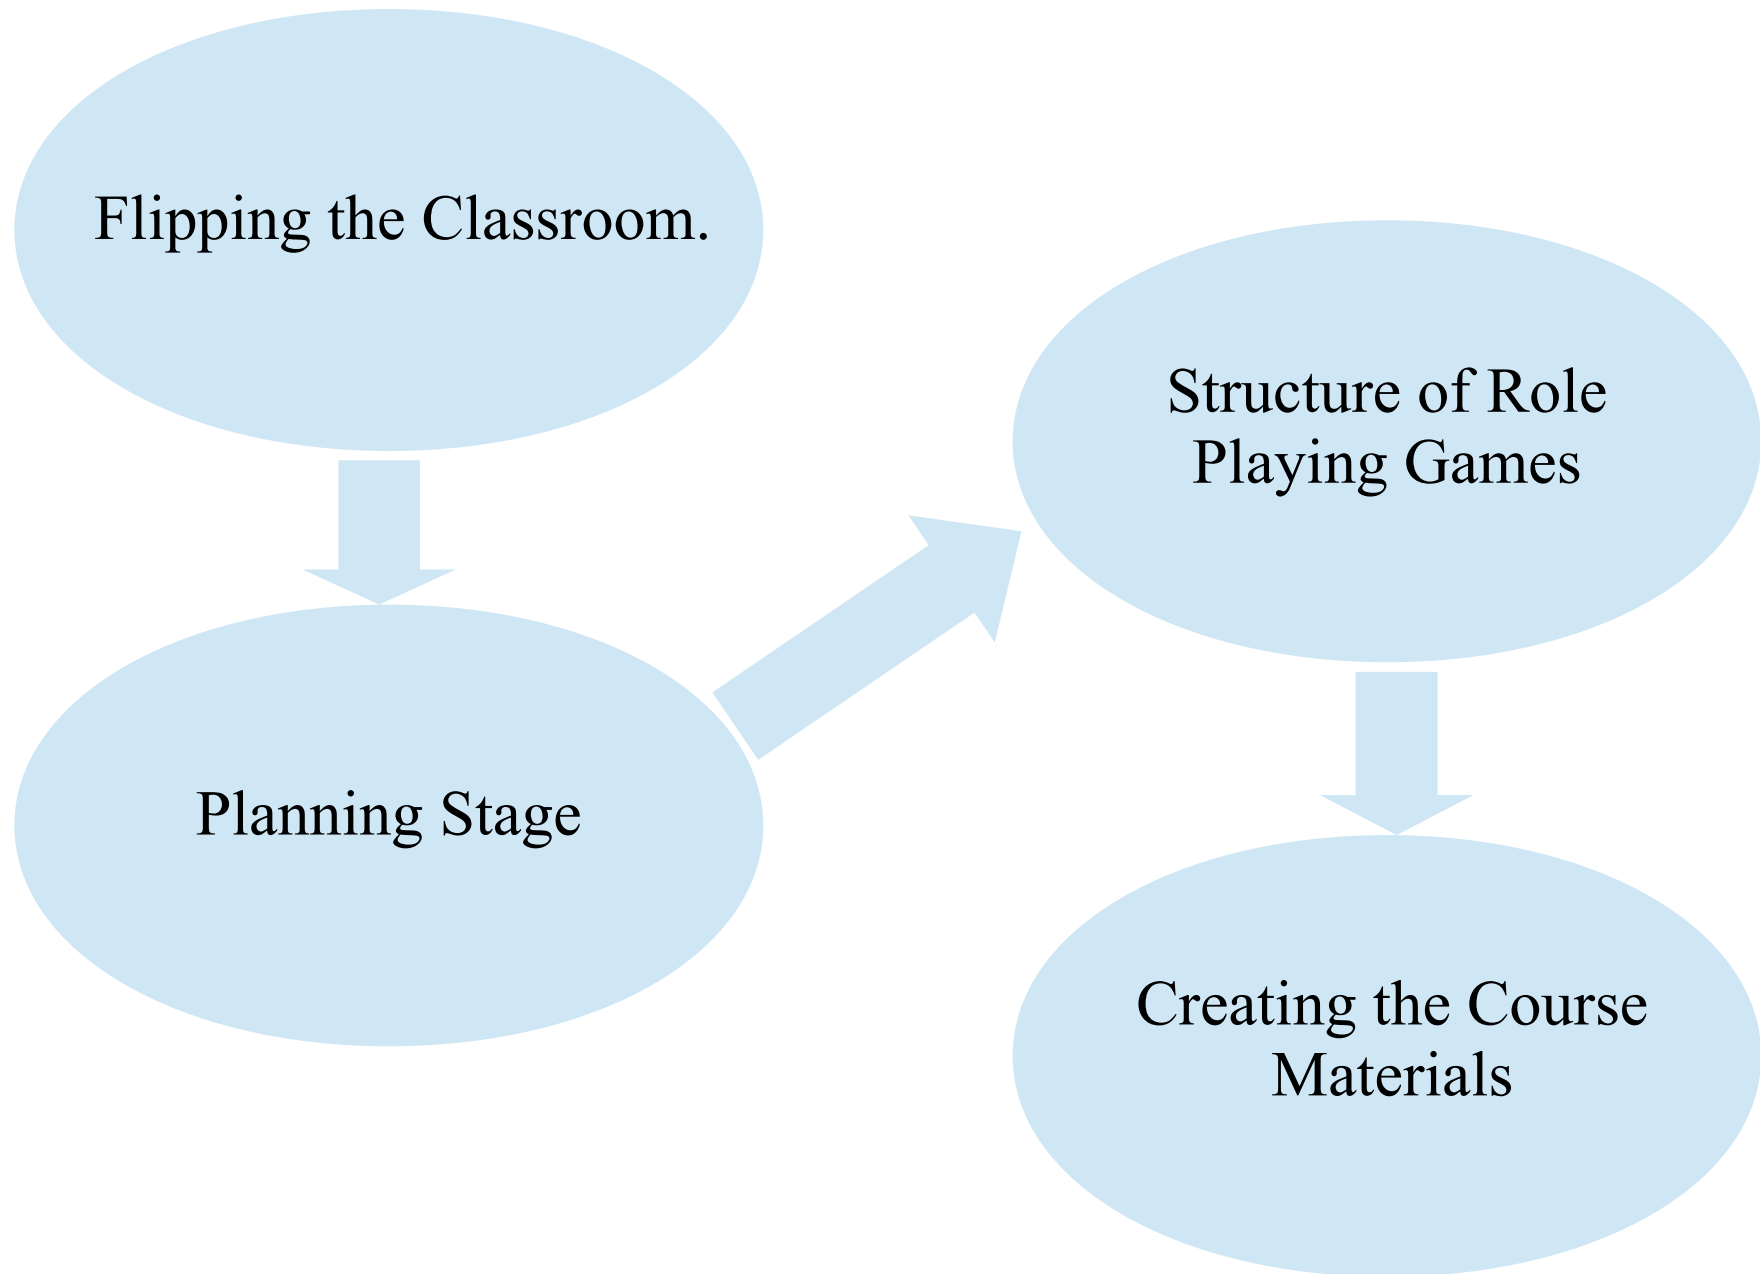 Flipping the Classroom.
Planning Stage
Structure of Role
Playing Games
Creating the Course
Materials